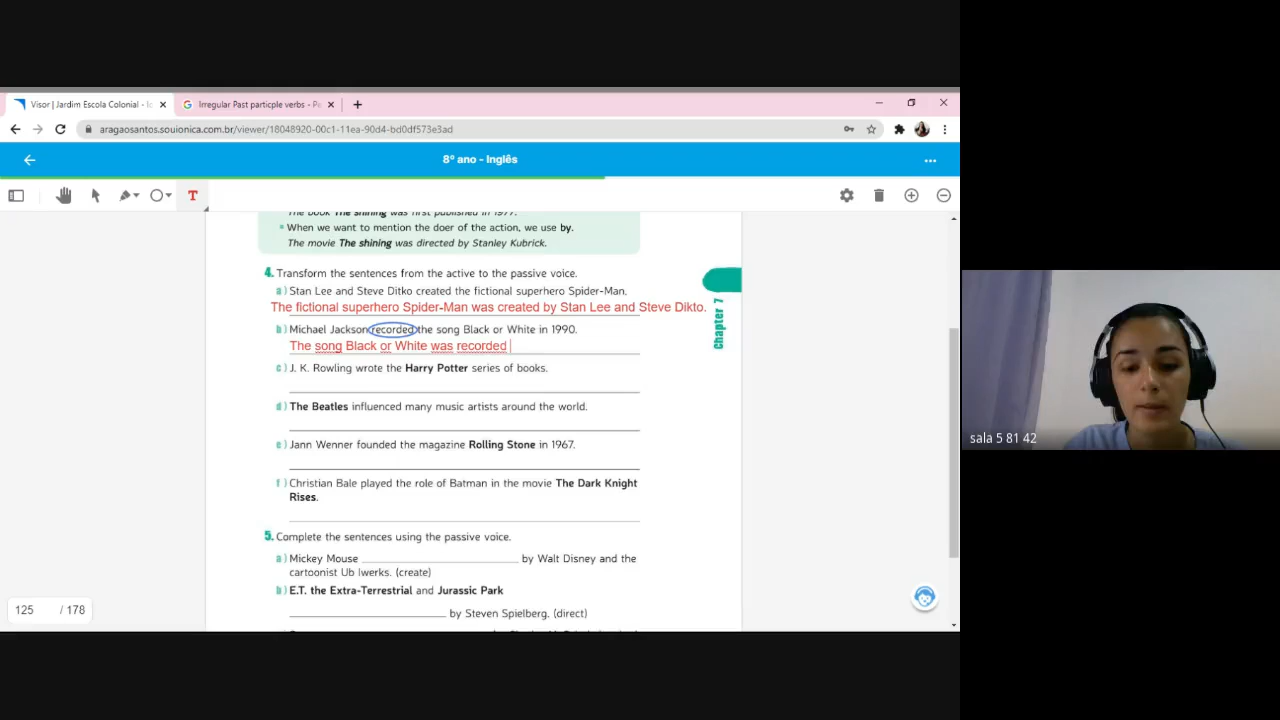 Visor | Jardim Escola Colonial - Io
Irregular Past particple verbs - Pe
aragaosantos.souionica.com.br/viewer/18048920-00c1-11ea-90d4-bd0df573e3ad
8º ano - Inglês
T
The book The shining was first published in 1977.
When we want to mention the doer of the action, we use by.
The movie The shining was directed by Stanley Kubrick.
4. Transform the sentences from the active to the passive voice.
a) Stan Lee and Steve Ditko created the fictional superhero Spider-Man.
The fictional superhero Spider-Man was created by Stan Lee and Steve Dikto.
b) Michael Jackson recorded the song Black or White in 1990.
The song Black or White was recorded
c) J. K. Rowling wrote the Harry Potter series of books.
d) The Beatles influenced many music artists around the world.
e) Jann Wenner founded the magazine Rolling Stone in 1967.
f) Christian Bale played the role of Batman in the movie The Dark Knight
Rises.
5. Complete the sentences using the passive voice.
a) Mickey Mouse ____ by Walt Disney and the
cartoonist Ub Iwerks. (create)
b) E.T. the Extra-Terrestrial and Jurassic Park
____ by Steven Spielberg. (direct)
Chapter 7
125 / 178
sala 5 81 42